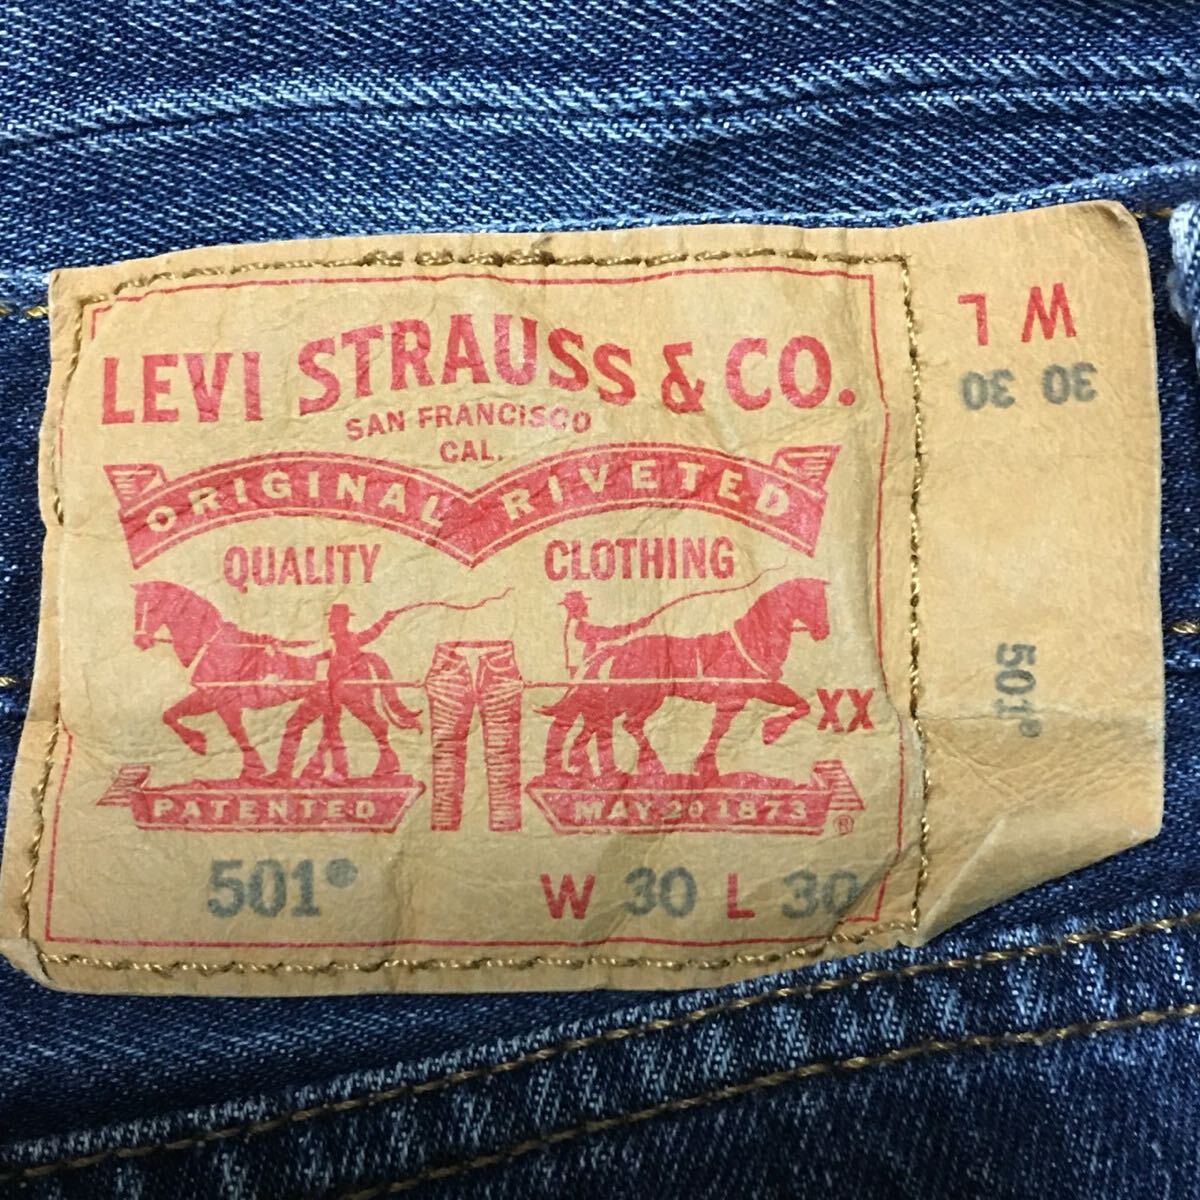 LEVI STRAUSS & CO.
SAN FRANCISCO
CAL.
ORIGINAL RIVETED
QUALITY CLOTHING
XX
PATENTED MAY 20 1873 ®
501® W 30 L 30
W L
30 30
501®